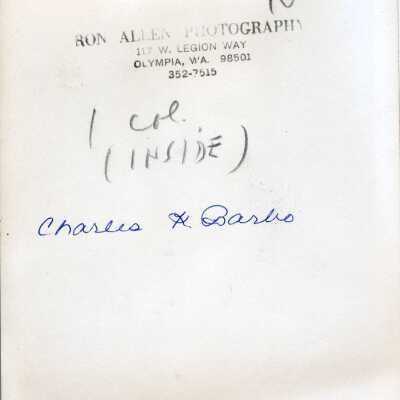 RON ALLEN PHOTOGRAPHY
117 W. LEGION WAY
OLYMPIA, WA. 98501
352-7515
1 col.
(INSIDE)
Charles H. Barbo